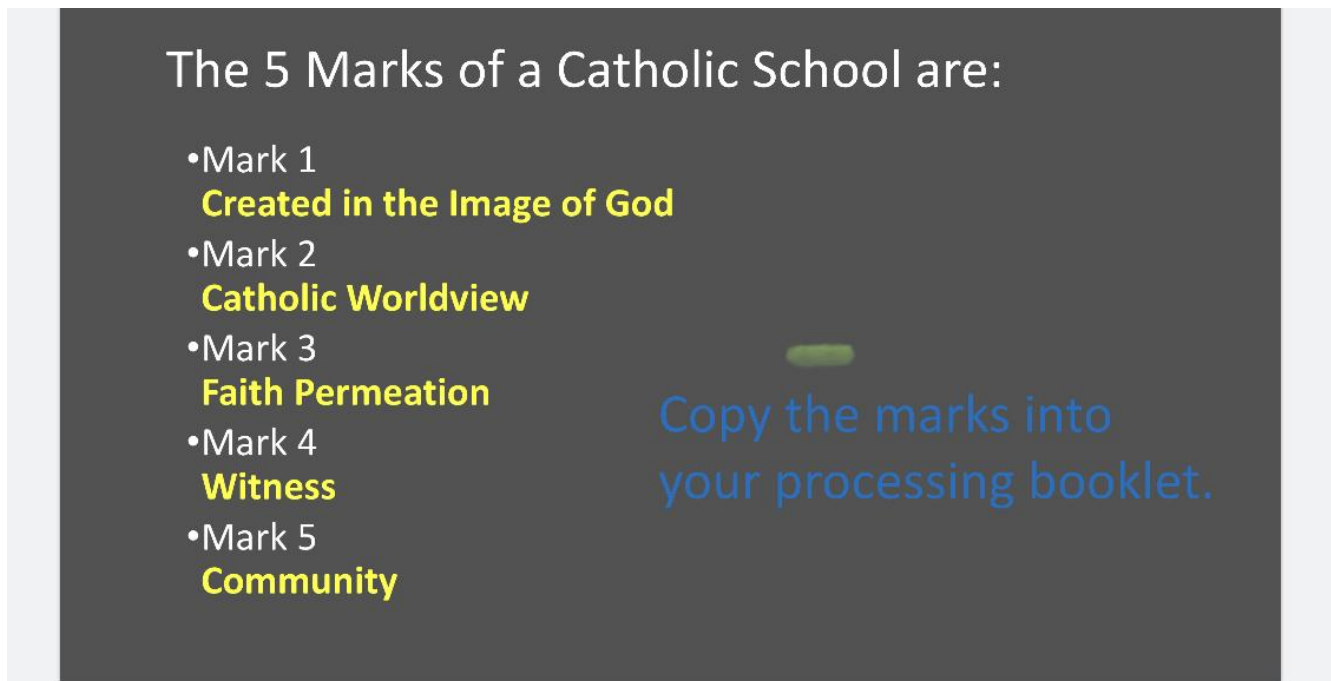 The 5 Marks of a Catholic School are:
•Mark 1
Created in the Image of God
•Mark 2
Catholic Worldview
•Mark 3
Faith Permeation
•Mark 4
Witness
•Mark 5
Community
Copy the marks into
your processing booklet.